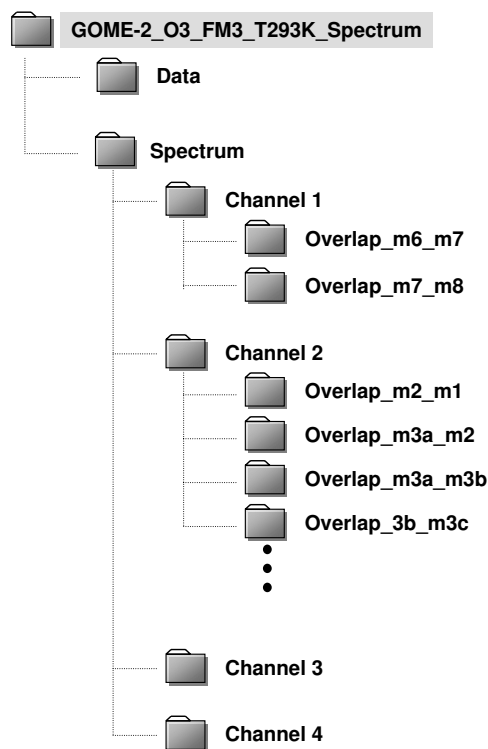 GOME-2_O3_FM3_T293K_Spectrum
Data
Spectrum
Channel 1
Overlap_m6_m7
Overlap_m7_m8
Channel 2
Overlap_m2_m1
Overlap_m3a_m2
Overlap_m3a_m3b
Overlap_3b_m3c
Channel 3
Channel 4